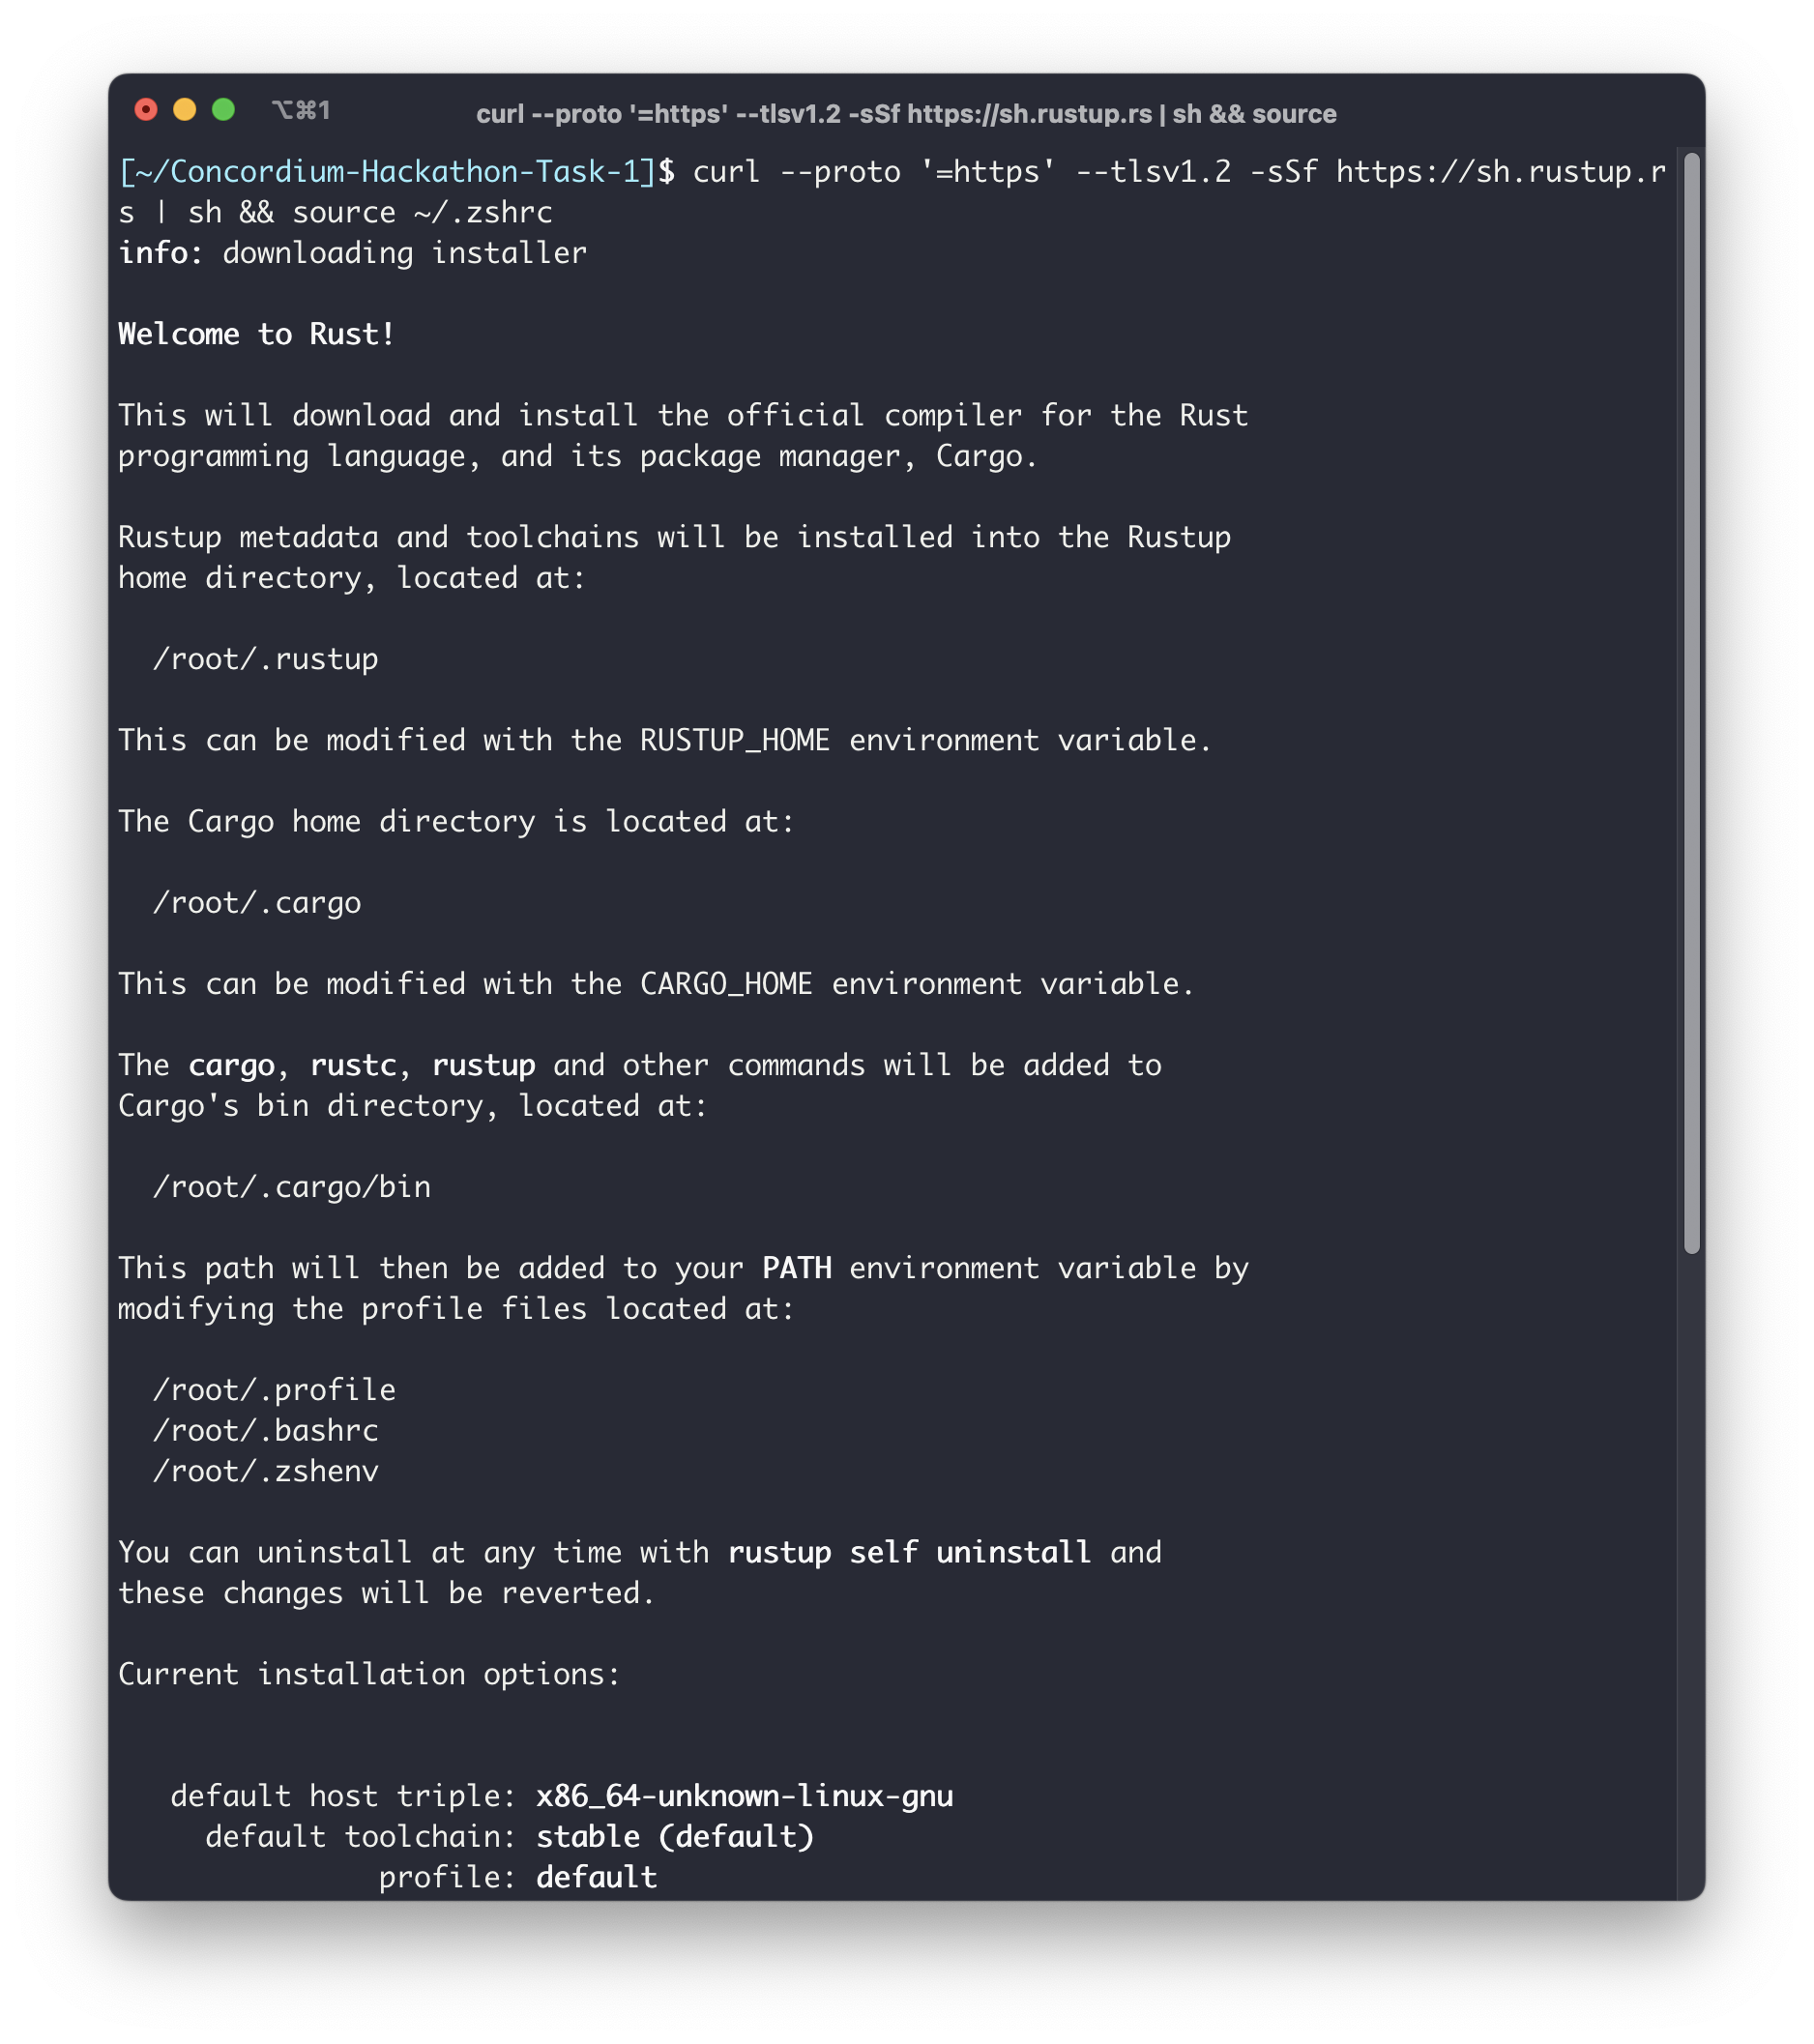 ⌥⌘1
curl --proto '=https' --tlsv1.2 -sSf https://sh.rustup.rs | sh && source
[~/Concordium-Hackathon-Task-1]$ curl --proto '=https' --tlsv1.2 -sSf https://sh.rustup.r
s | sh && source ~/.zshrc
info: downloading installer
Welcome to Rust!
This will download and install the official compiler for the Rust
programming language, and its package manager, Cargo.
Rustup metadata and toolchains will be installed into the Rustup
home directory, located at:
/root/.rustup
This can be modified with the RUSTUP_HOME environment variable.
The Cargo home directory is located at:
/root/.cargo
This can be modified with the CARGO_HOME environment variable.
The cargo, rustc, rustup and other commands will be added to
Cargo's bin directory, located at:
/root/.cargo/bin
This path will then be added to your PATH environment variable by
modifying the profile files located at:
/root/.profile
/root/.bashrc
/root/.zshenv
You can uninstall at any time with rustup self uninstall and
these changes will be reverted.
Current installation options:
default host triple: x86_64-unknown-linux-gnu
default toolchain: stable (default)
profile: default